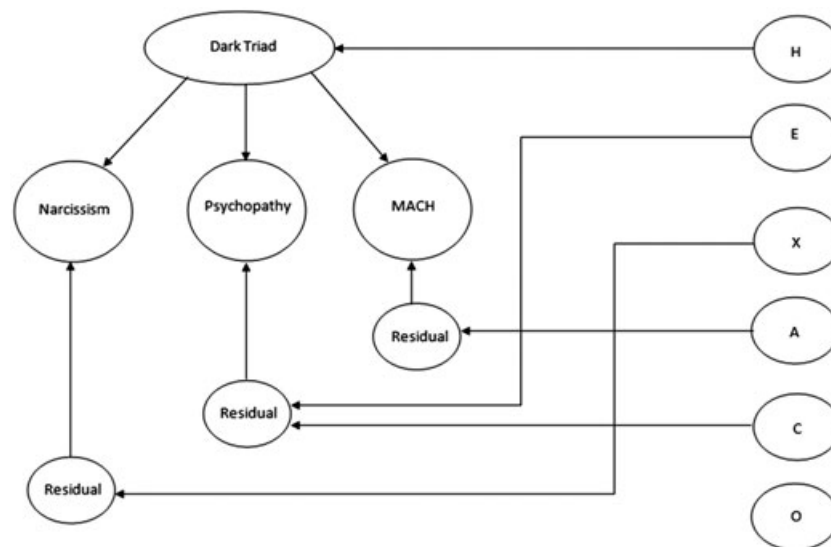 Dark Triad
H
E
Narcissism
Psychopathy
MACH
X
Residual
A
Residual
C
Residual
O